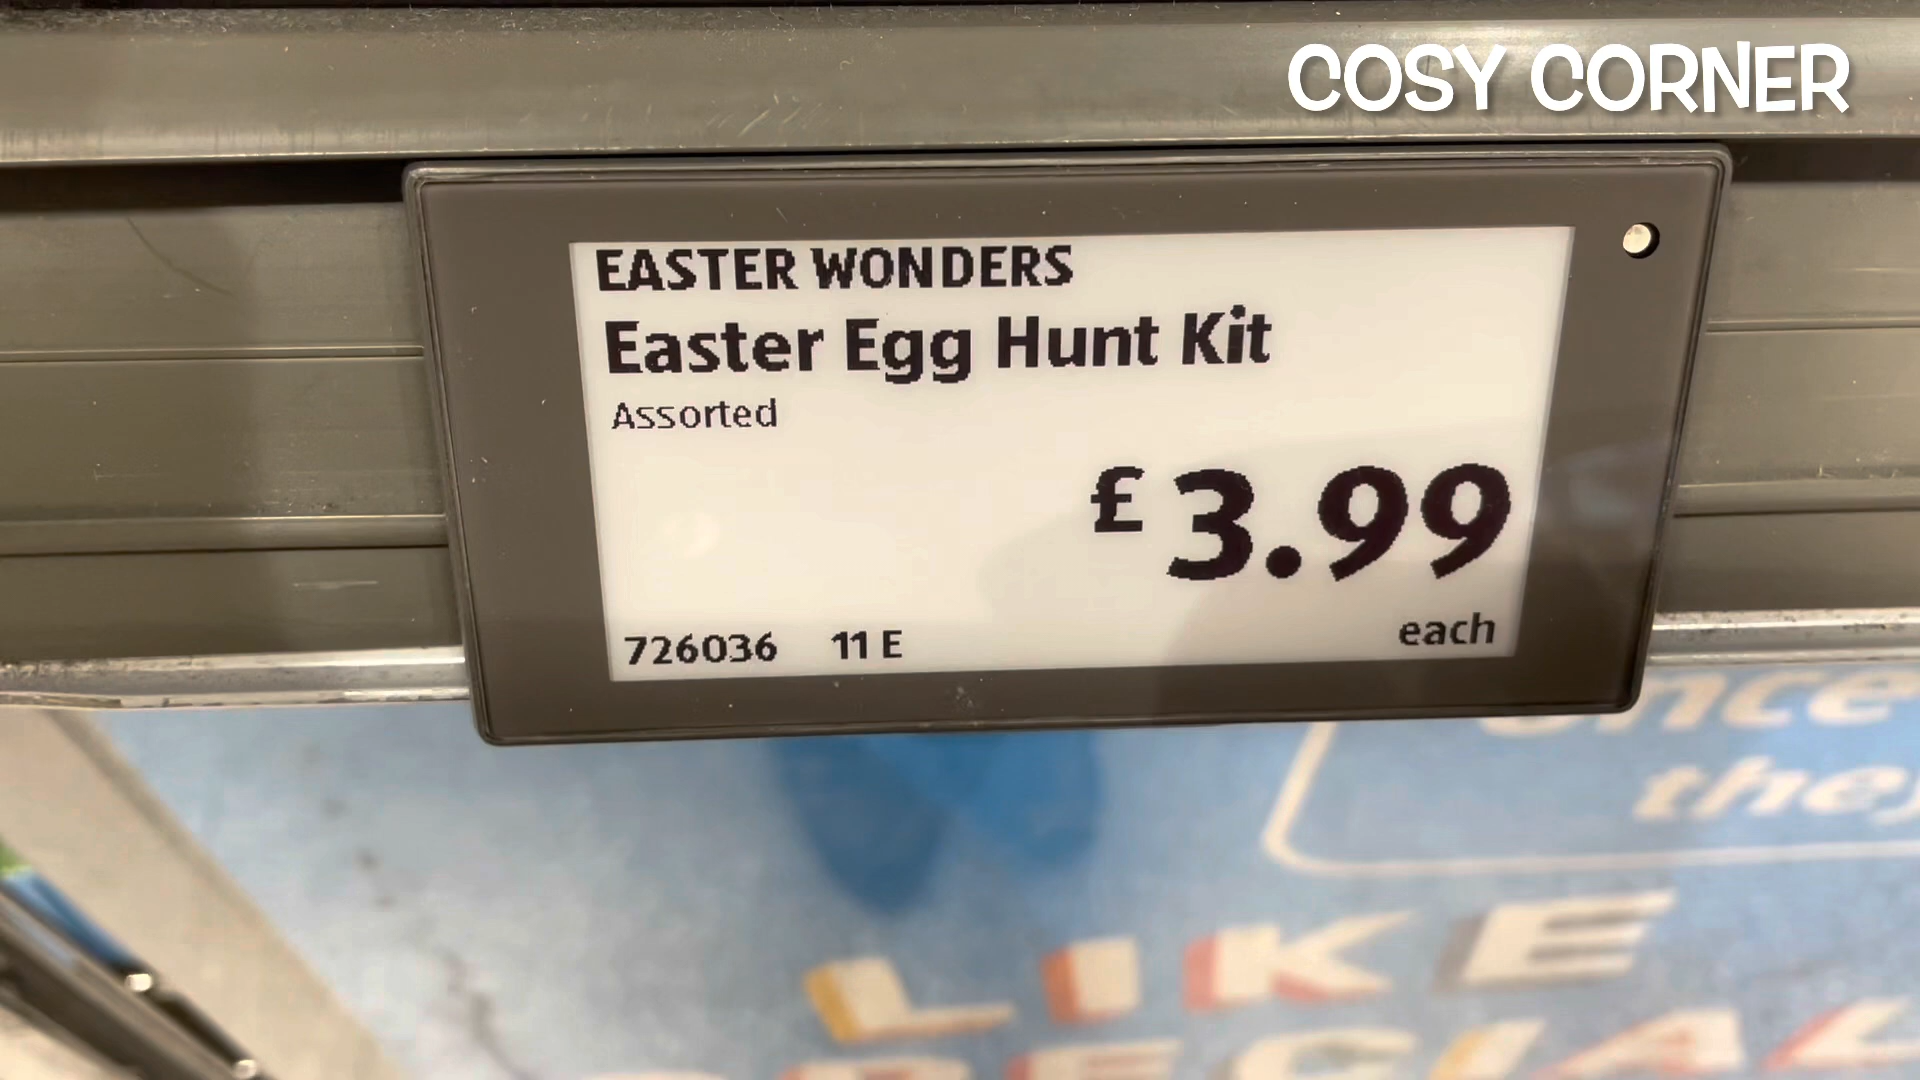 COSY CORNER
EASTER WONDERS
Easter Egg Hunt Kit
Assorted
£3.99
726036 11 E
each
LIKE